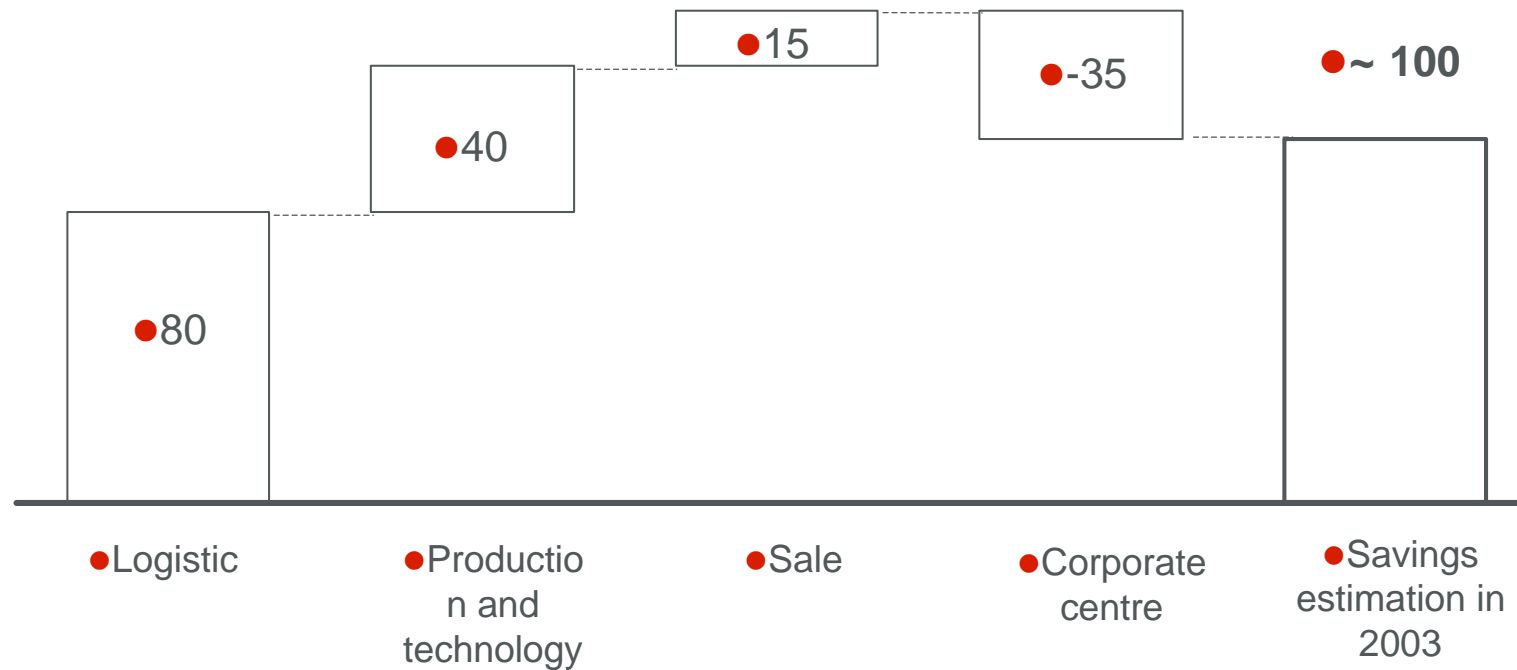 ●15
●~ 100
●-35
●40
●80
●Logistic
●Productio
n and
technology
●Sale
●Corporate
centre
●Savings
estimation in
2003